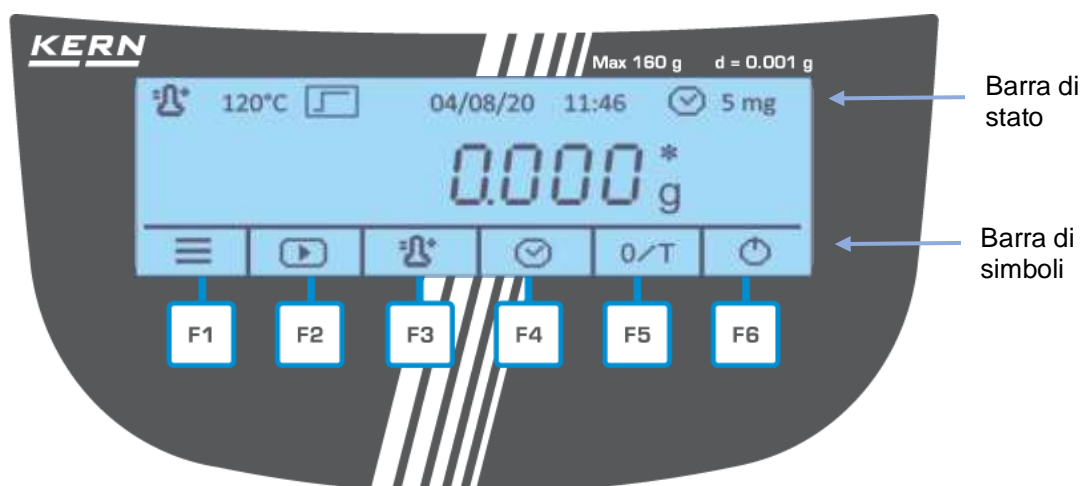 KERN
Max 160 g d = 0.001 g
120°C 04/08/20 11:46 5 mg
0.000 * g
0/T
F1 F2 F3 F4 F5 F6
Barra di
stato
Barra di
simboli